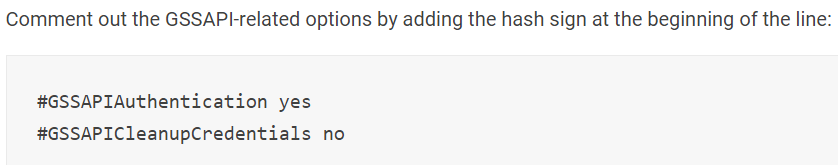 Comment out the GSSAPI-related options by adding the hash sign at the beginning of the line:
#GSSAPIAuthentication yes
#GSSAPICleanupCredentials no